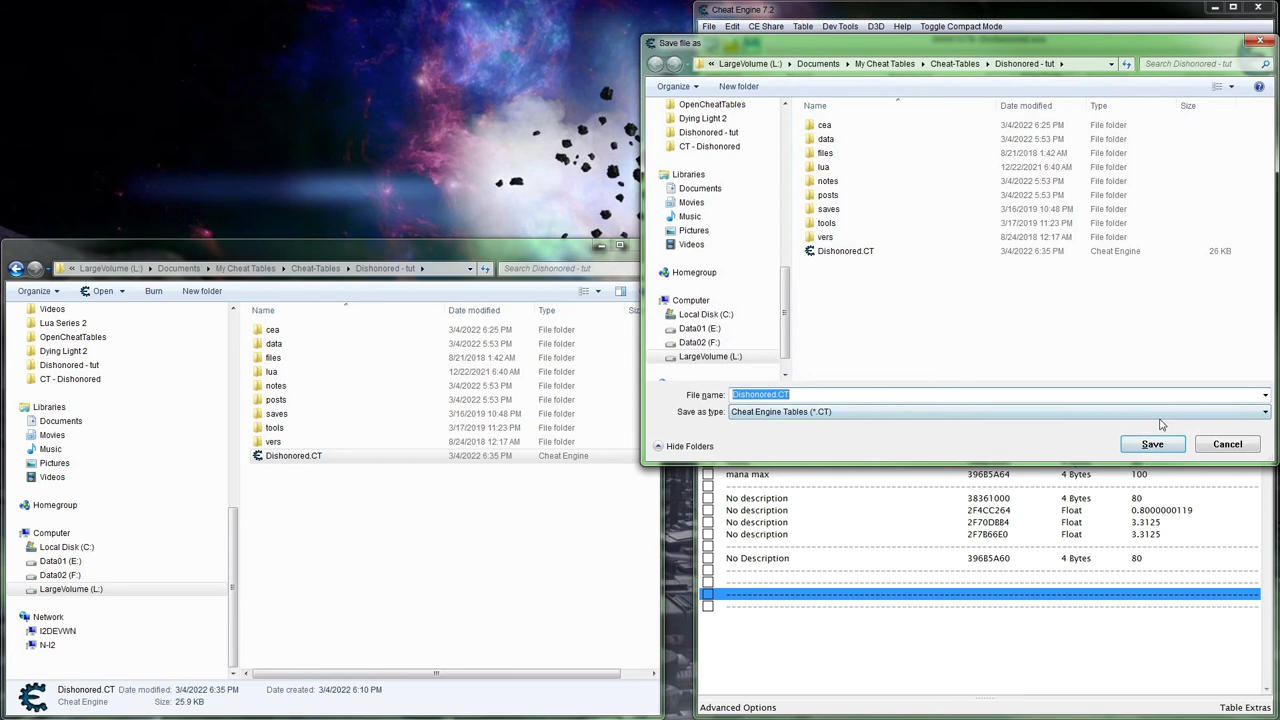 Cheat Engine 7.2
File Edit CE Share Table Dev Tools D3D Help Toggle Compact Mode
Save file as
« LargeVolume (L:) Documents My Cheat Tables Cheat-Tables Dishonored - tut Search Dishonored - tut
Organize New folder
OpenCheatTables
Dying Light 2
Dishonored - tut
CT - Dishonored
Libraries
Documents
Movies
Music
Pictures
Videos
Homegroup
Computer
Local Disk (C:)
Data01 (E:)
Data02 (F:)
LargeVolume (L:)
Name Date modified Type Size
cea 3/4/2022 6:25 PM File folder
data 3/4/2022 5:53 PM File folder
files 8/21/2018 1:42 AM File folder
lua 12/22/2021 6:40 AM File folder
notes 3/4/2022 5:53 PM File folder
posts 3/4/2022 5:53 PM File folder
saves 3/16/2019 10:48 PM File folder
tools 3/17/2019 11:23 PM File folder
vers 8/24/2018 12:17 AM File folder
Dishonored.CT 3/4/2022 6:35 PM Cheat Engine 26 KB
File name: Dishonored.CT
Save as type: Cheat Engine Tables (*.CT)
Hide Folders Save Cancel
mana max 396B5A64 4 Bytes 100
No description 38361000 4 Bytes 80
No description 2F4CC264 Float 0.8000000119
No description 2F70DBB4 Float 3.3125
No description 2F7B66E0 Float 3.3125
No Description 396B5A60 4 Bytes 80
Advanced Options Table Extras
« LargeVolume (L:) Documents My Cheat Tables Cheat-Tables Dishonored - tut Search Dishonored - tut
Organize Open Burn New folder
Videos
Lua Series 2
OpenCheatTables
Dying Light 2
Dishonored - tut
CT - Dishonored
Libraries
Documents
Movies
Music
Pictures
Videos
Homegroup
Computer
Local Disk (C:)
Data01 (E:)
Data02 (F:)
LargeVolume (L:)
Network
I2DEVWN
N-I2
Name Date modified Type
cea 3/4/2022 6:25 PM File folder
data 3/4/2022 5:53 PM File folder
files 8/21/2018 1:42 AM File folder
lua 12/22/2021 6:40 AM File folder
notes 3/4/2022 5:53 PM File folder
posts 3/4/2022 5:53 PM File folder
saves 3/16/2019 10:48 PM File folder
tools 3/17/2019 11:23 PM File folder
vers 8/24/2018 12:17 AM File folder
Dishonored.CT 3/4/2022 6:35 PM Cheat Engine
Dishonored.CT Date modified: 3/4/2022 6:35 PM Date created: 3/4/2022 6:10 PM
Cheat Engine Size: 25.9 KB